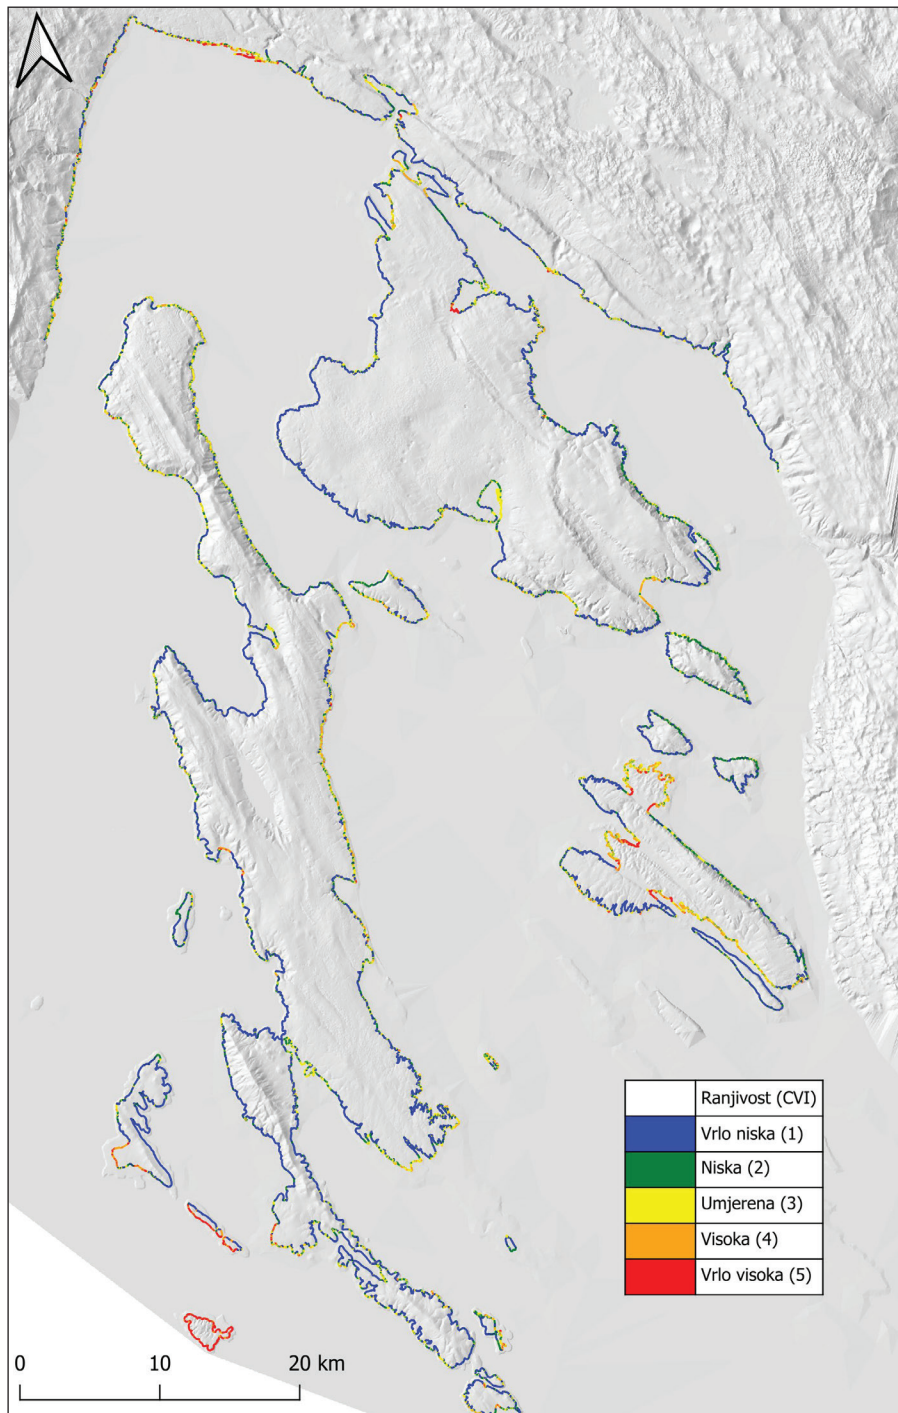 Ranjivost (CVI)
Vrlo niska (1)
Niska (2)
Umjerena (3)
Visoka (4)
Vrlo visoka (5)
0 10 20 km